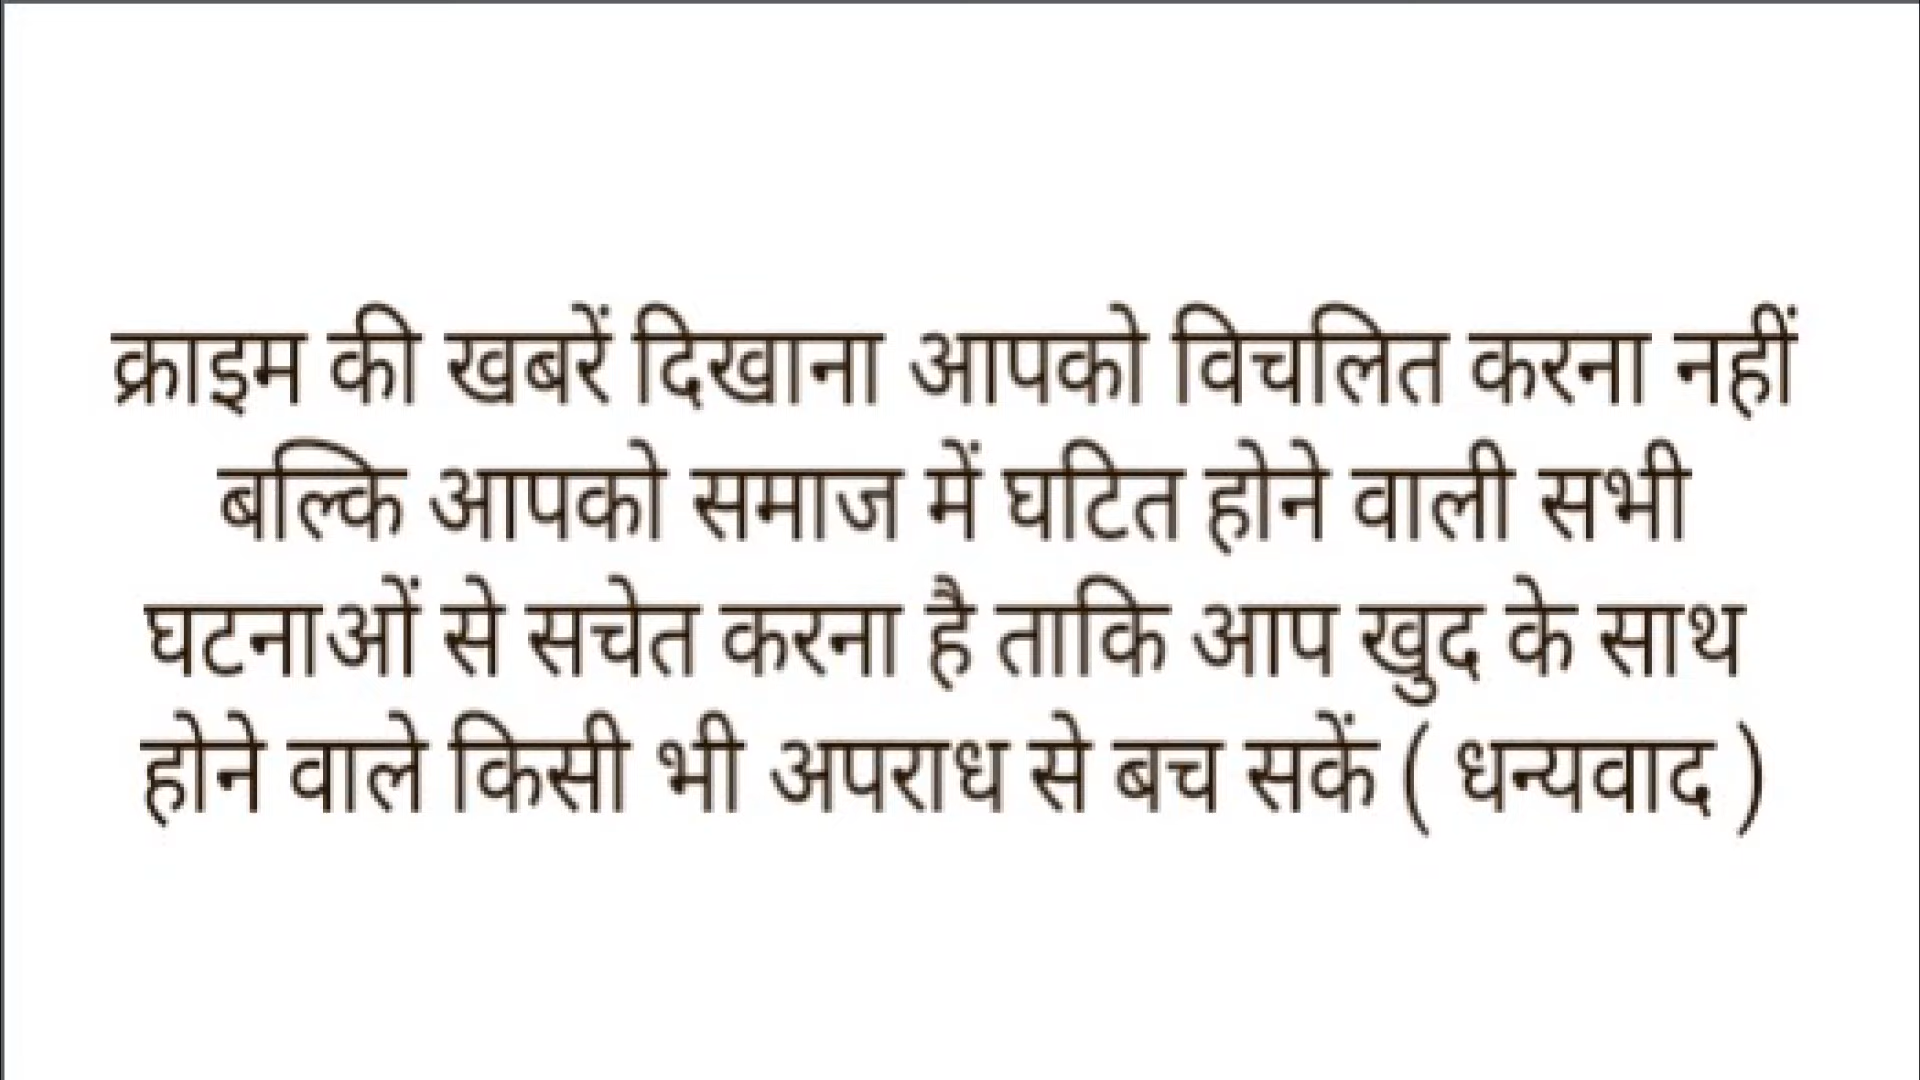 क्राइम की खबरें दिखाना आपको विचलित करना नहीं
बल्कि आपको समाज में घटित होने वाली सभी
घटनाओं से सचेत करना है ताकि आप खुद के साथ
होने वाले किसी भी अपराध से बच सकें ( धन्यवाद )